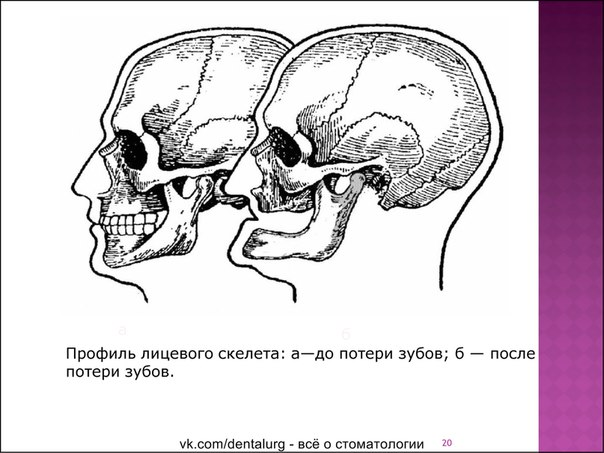 а
б
Профиль лицевого скелета: а—до потери зубов; б — после
потери зубов.
vk.com/dentalurg - всё о стоматологии
20